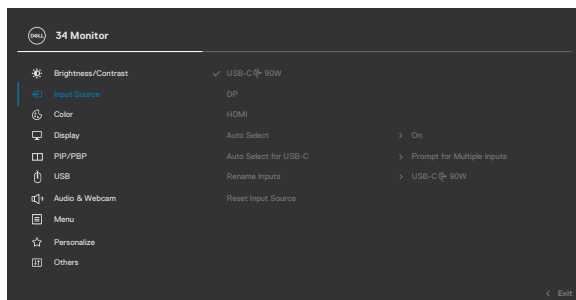 DELL 34 Monitor
Brightness/Contrast USB-C 90W
Input Source DP
Color HDMI
Display Auto Select > On
PIP/PBP Auto Select for USB-C > Prompt for Multiple Inputs
USB Rename Inputs > USB-C 90W
Audio & Webcam Reset Input Source
Menu
Personalize
Others
< Exit